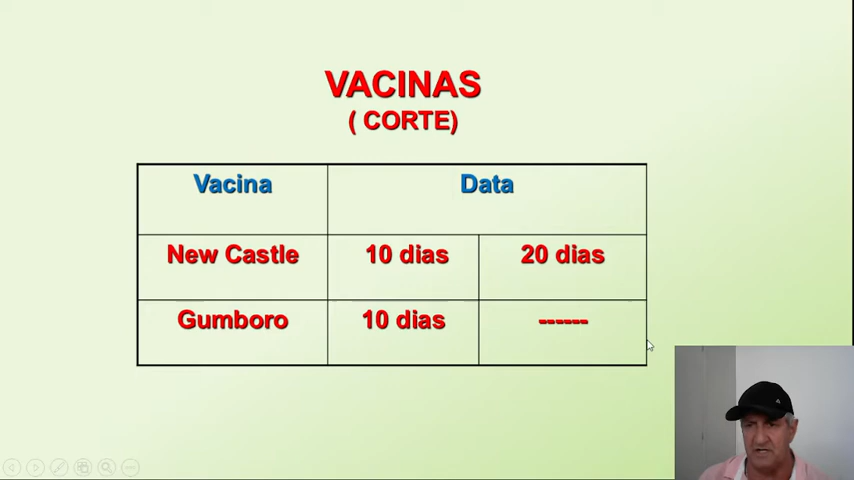 VACINAS
( CORTE)
Vacina Data
New Castle 10 dias 20 dias
Gumboro 10 dias ------